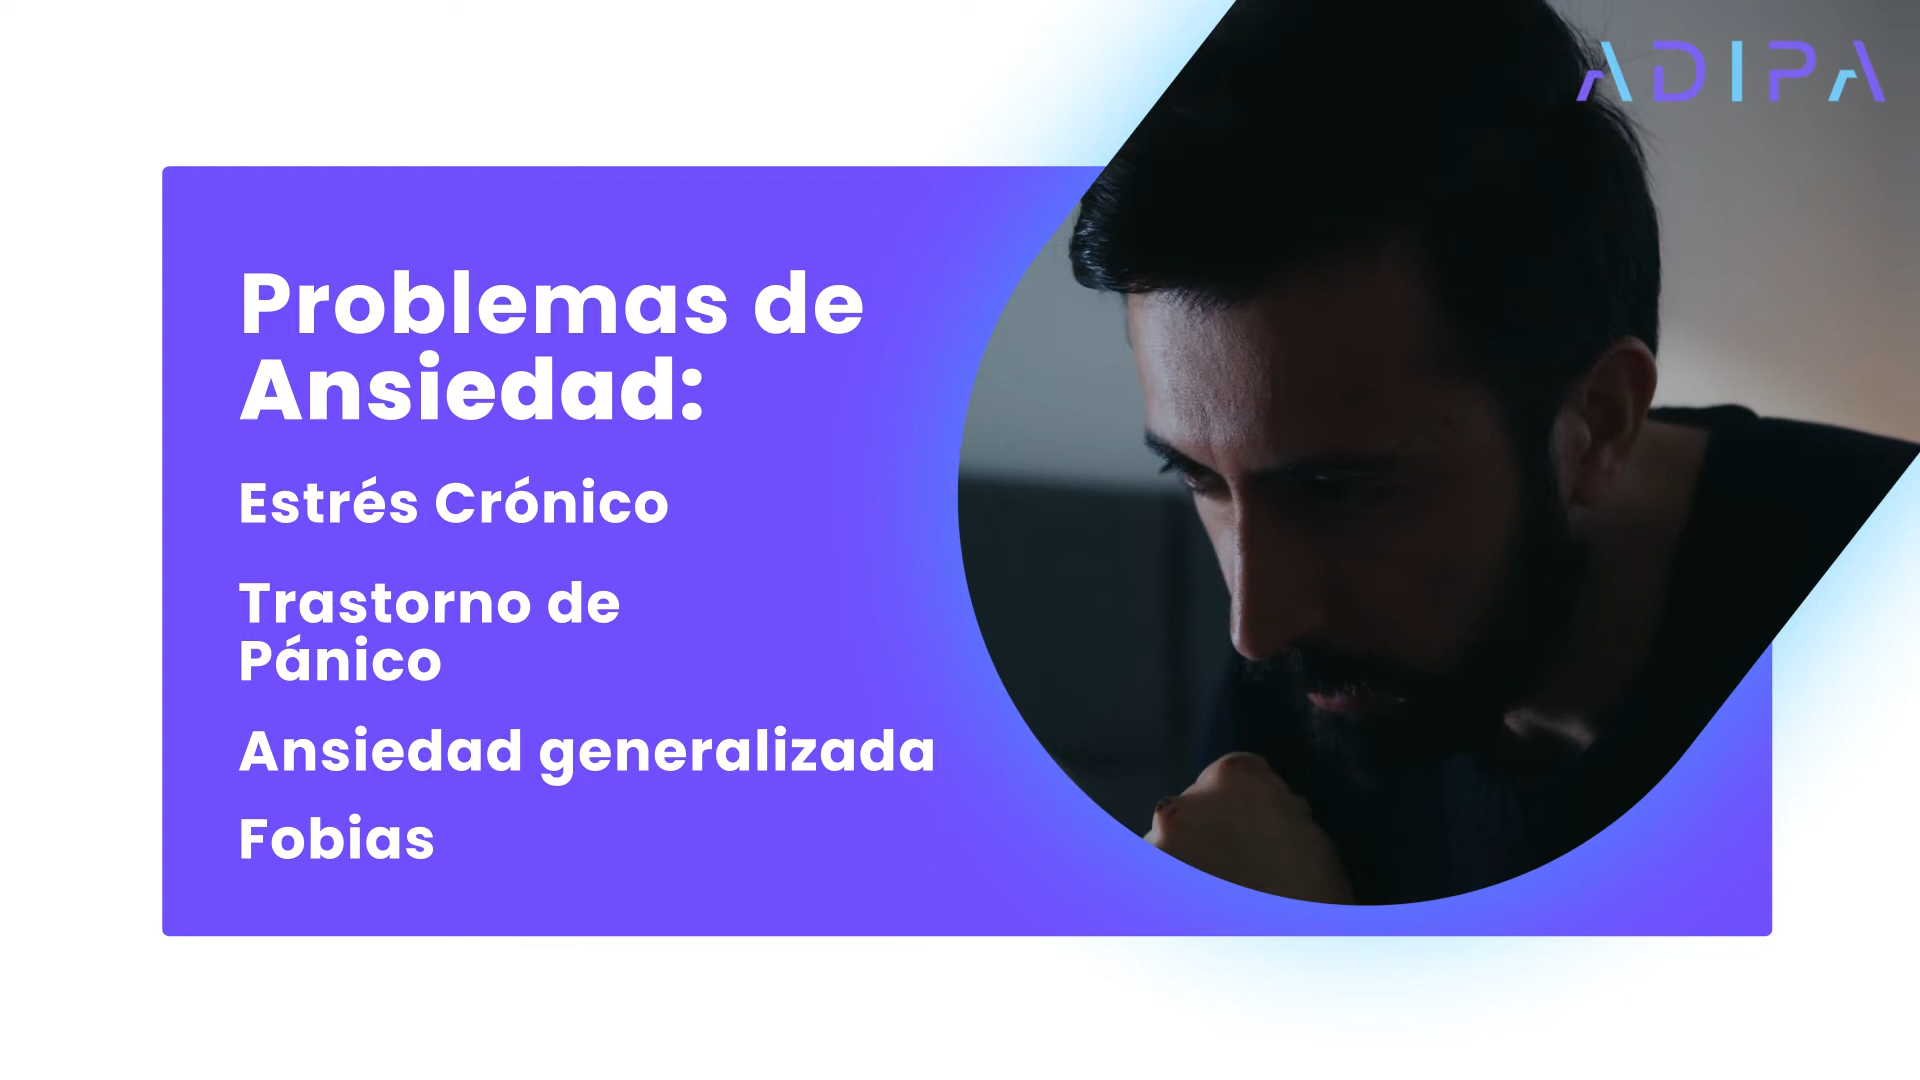 ADIPA
Problemas de
Ansiedad:
Estrés Crónico
Trastorno de
Pánico
Ansiedad generalizada
Fobias